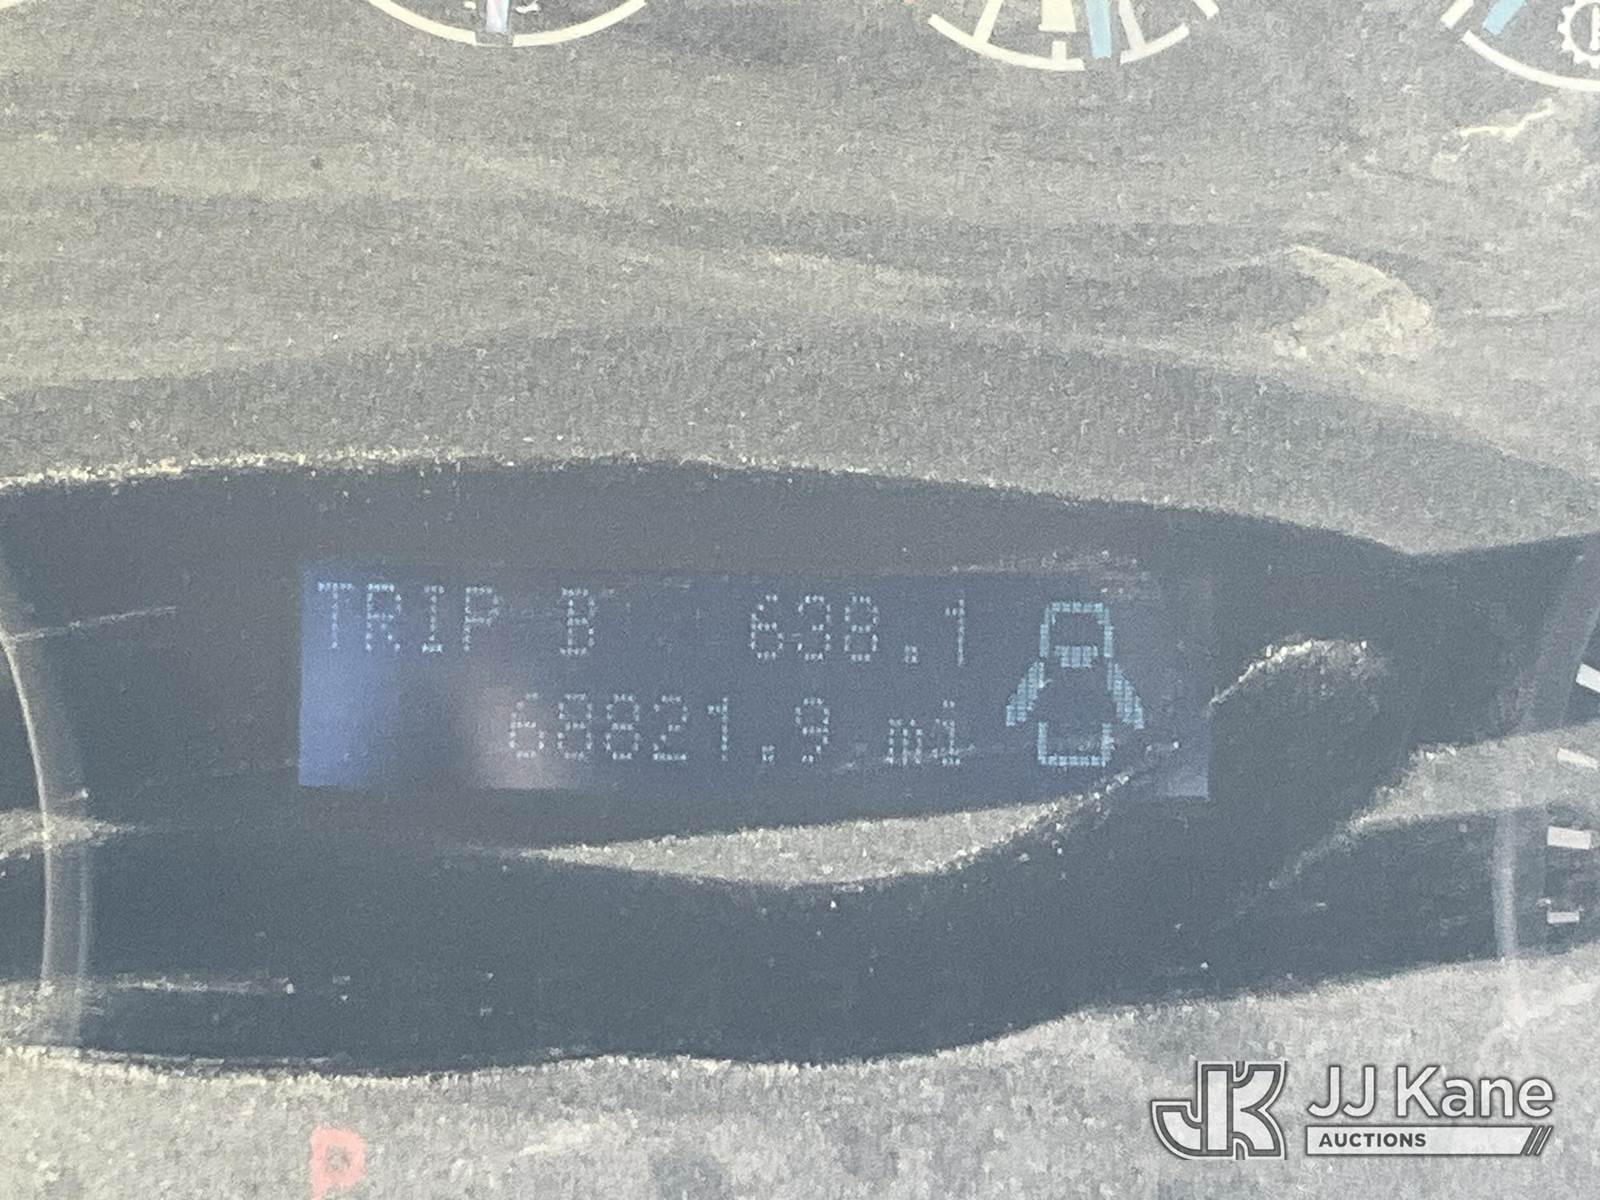 TRIP B 638.1
68821.9 mi
P
JJ Kane
AUCTIONS